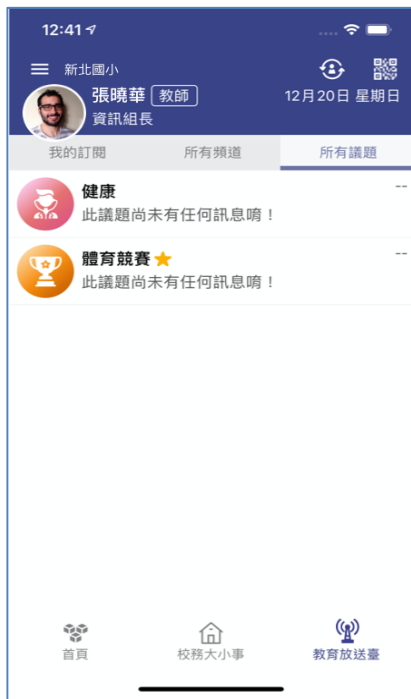 12:41
新北國小
張曉華 教師
12月20日 星期日
資訊組長
我的訂閱 所有頻道 所有議題
健康 --
此議題尚未有任何訊息唷！
體育競賽 --
此議題尚未有任何訊息唷！
首頁 校務大小事 教育放送臺